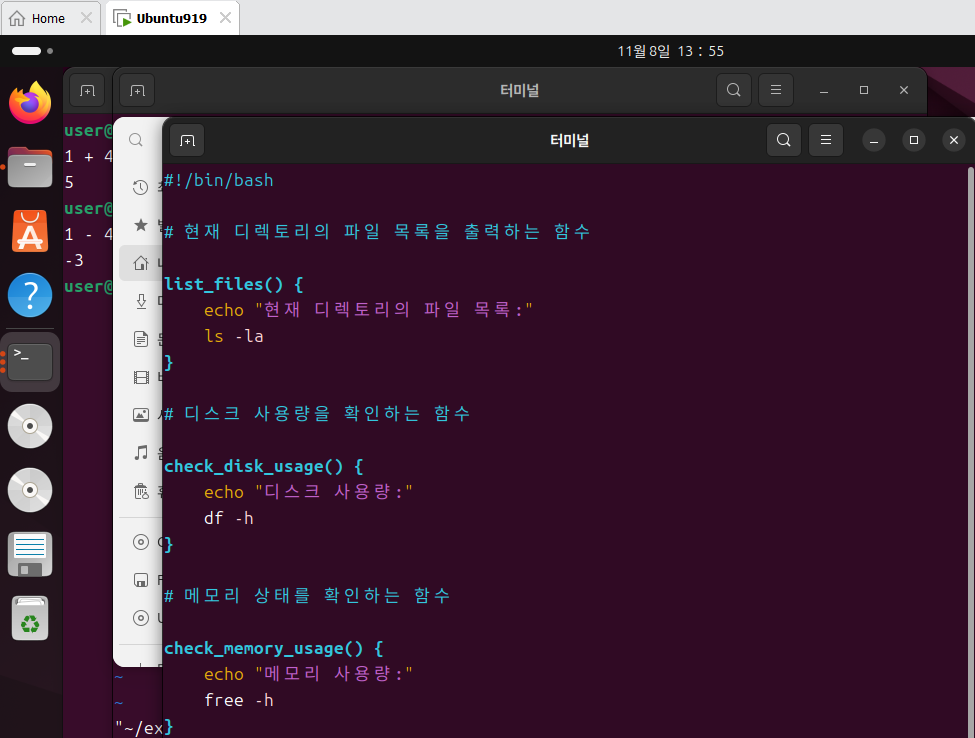 Home
Ubuntu919
11월 8일 13 : 55
터미널
터미널
user@
1 + 4
5
user@
1 - 4
-3
user@
#!/bin/bash
# 현재 디렉토리의 파일 목록을 출력하는 함수
list_files() {
echo "현재 디렉토리의 파일 목록:"
ls -la
}
# 디스크 사용량을 확인하는 함수
check_disk_usage() {
echo "디스크 사용량:"
df -h
}
# 메모리 상태를 확인하는 함수
check_memory_usage() {
echo "메모리 사용량:"
free -h
}
~
~
"~/ex